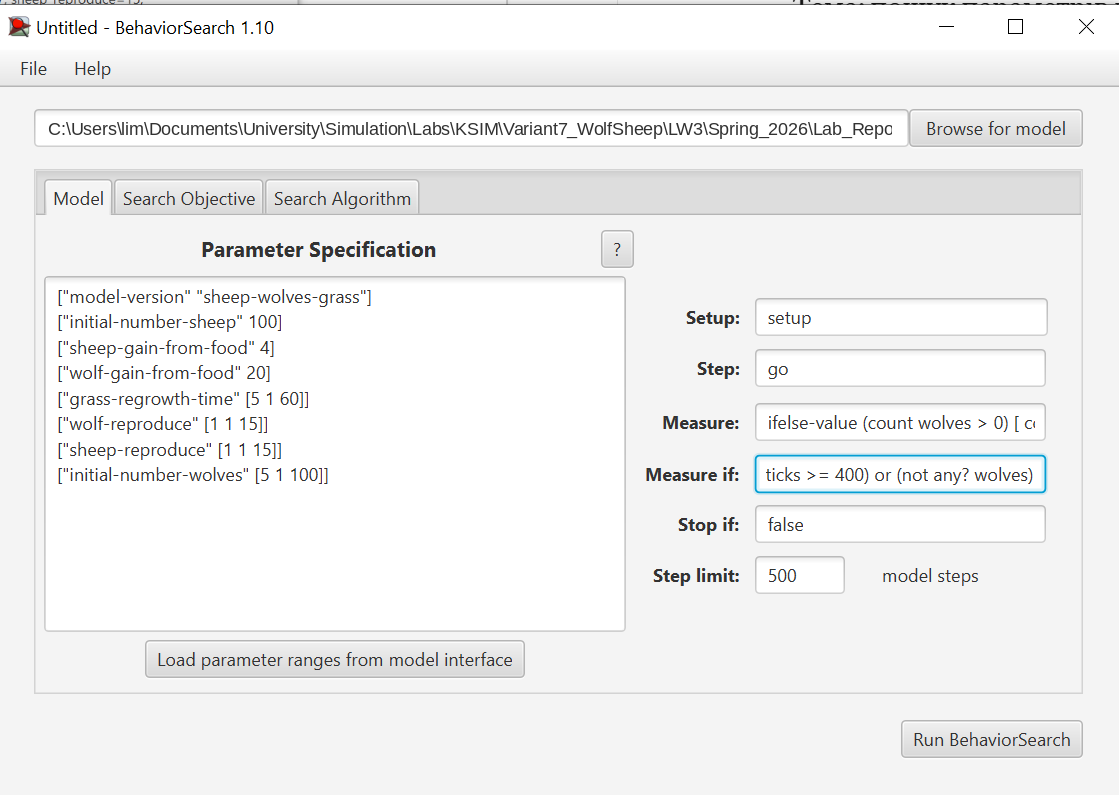 Untitled - BehaviorSearch 1.10
File Help
C:\Users\lim\Documents\University\Simulation\Labs\KSIM\Variant7_WolfSheep\LW3\Spring_2026\Lab_Repo
Browse for model
Model Search Objective Search Algorithm
Parameter Specification ?
["model-version" "sheep-wolves-grass"]
["initial-number-sheep" 100]
["sheep-gain-from-food" 4]
["wolf-gain-from-food" 20]
["grass-regrowth-time" [5 1 60]]
["wolf-reproduce" [1 1 15]]
["sheep-reproduce" [1 1 15]]
["initial-number-wolves" [5 1 100]]
Load parameter ranges from model interface
Setup: setup
Step: go
Measure: ifelse-value (count wolves > 0) [ co
Measure if: ticks >= 400) or (not any? wolves)
Stop if: false
Step limit: 500 model steps
Run BehaviorSearch